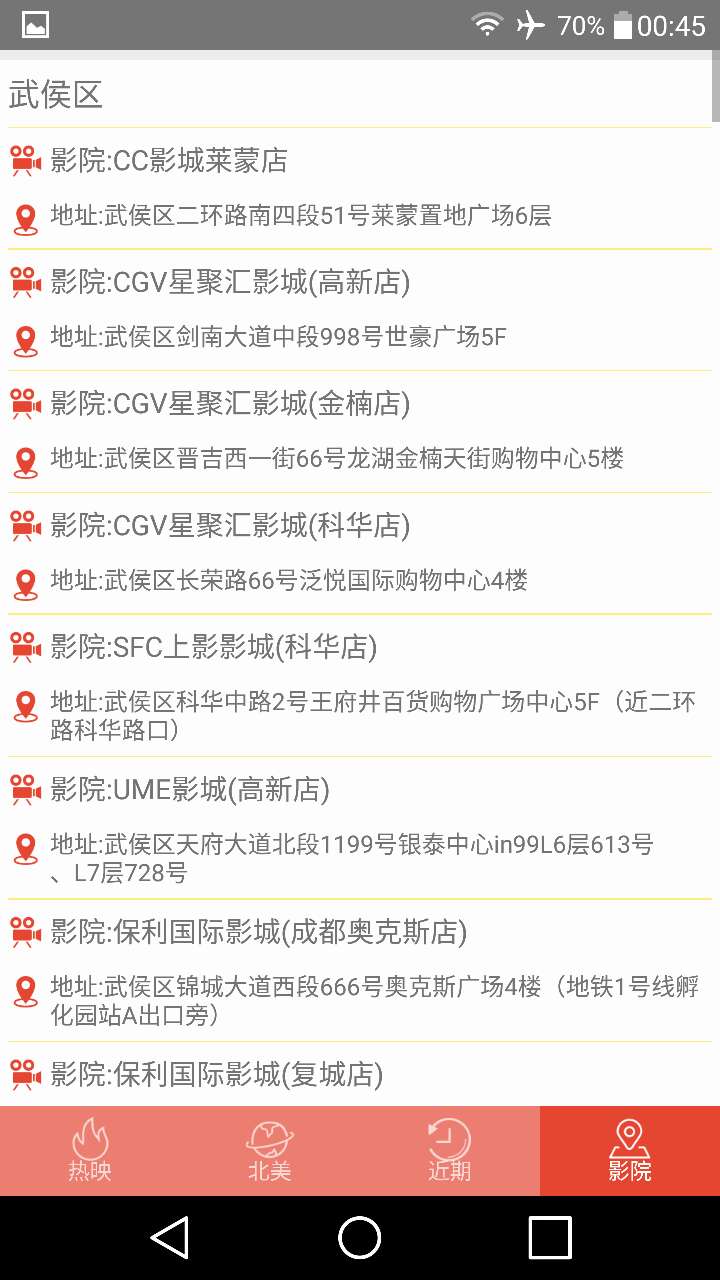 70% 00:45
武侯区
影院:CC影城莱蒙店
地址:武侯区二环路南四段51号莱蒙置地广场6层
影院:CGV星聚汇影城(高新店)
地址:武侯区剑南大道中段998号世豪广场5F
影院:CGV星聚汇影城(金楠店)
地址:武侯区晋吉西一街66号龙湖金楠天街购物中心5楼
影院:CGV星聚汇影城(科华店)
地址:武侯区长荣路66号泛悦国际购物中心4楼
影院:SFC上影影城(科华店)
地址:武侯区科华中路2号王府井百货购物广场中心5F（近二环
路科华路口）
影院:UME影城(高新店)
地址:武侯区天府大道北段1199号银泰中心in99L6层613号
、L7层728号
影院:保利国际影城(成都奥克斯店)
地址:武侯区锦城大道西段666号奥克斯广场4楼（地铁1号线孵
化园站A出口旁）
影院:保利国际影城(复城店)
热映 北美 近期 影院